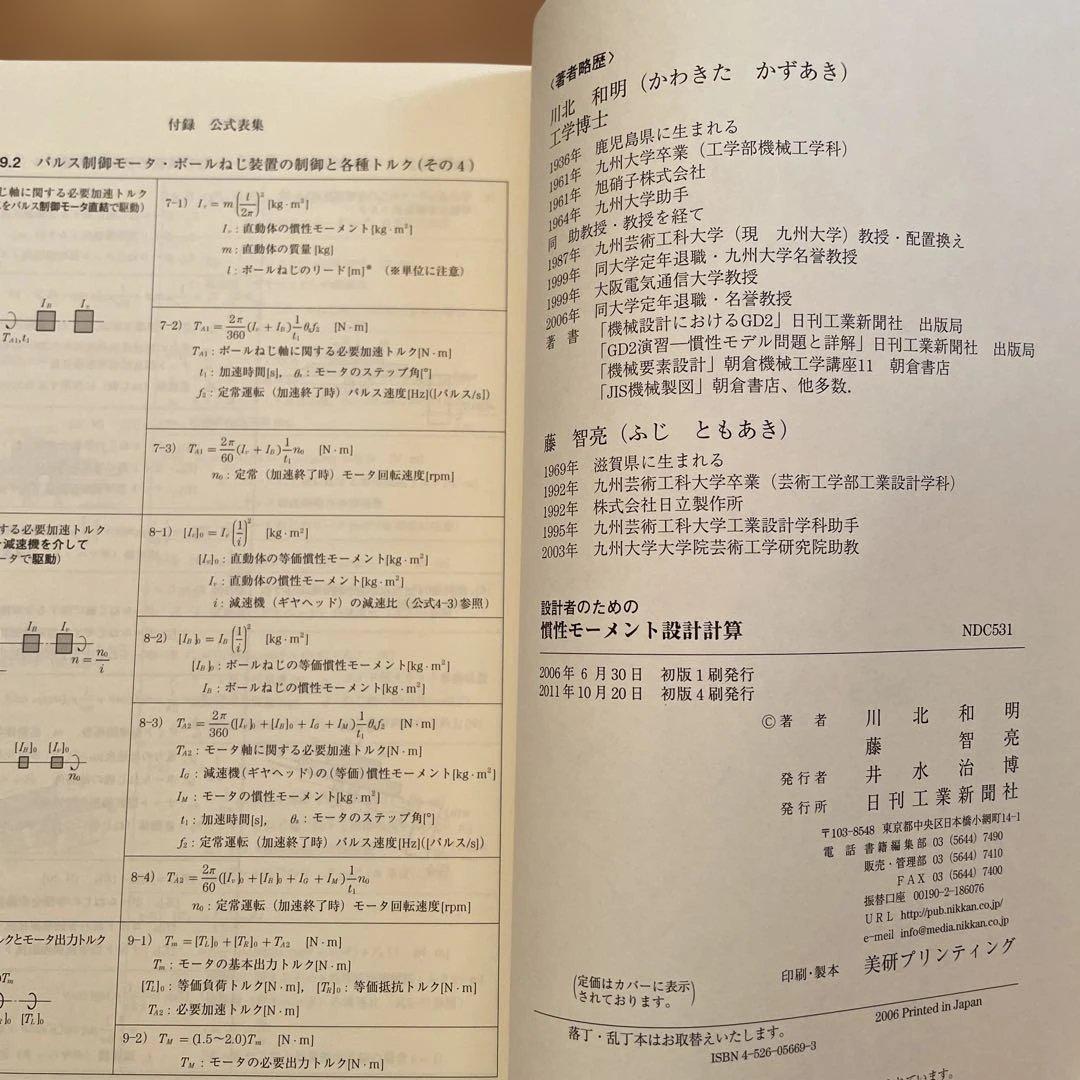 付録 公式表集
9.2 パルス制御モータ・ボールねじ装置の制御と各種トルク(その4)
じ軸に関する必要加速トルク
をパルス制御モータ直結で駆動)
I_B I_v
T_A1,t_1
7-1) I_v=m(l/2π)² [kg·m²]
I_v:直動体の慣性モーメント[kg·m²]
m:直動体の質量[kg]
l:ボールねじのリード[m]* (※単位に注意)
7-2) T_A1=2π/360(I_v+I_B)1/t_1 θ_s f_2 [N·m]
T_A1:ボールねじ軸に関する必要加速トルク[N·m]
t_1:加速時間[s], θ_s:モータのステップ角[°]
f_2:定常運転(加速終了時)パルス速度[Hz]([パルス/s])
7-3) T_A1=2π/60(I_v+I_B)1/t_1 n_0 [N·m]
n_0:定常(加速終了時)モータ回転速度[rpm]
する必要加速トルク
減速機を介して
ータで駆動)
I_B I_v
n=n_0/i
[I_B]_0 [I_v]_0
n_0
8-1) [I_v]_0=I_v(1/i)² [kg·m²]
[I_v]_0:直動体の等価慣性モーメント[kg·m²]
I_v:直動体の慣性モーメント[kg·m²]
i:減速機(ギヤヘッド)の減速比(公式4-3)参照)
8-2) [I_B]_0=I_B(1/i)² [kg·m²]
[I_B]_0:ボールねじの等価慣性モーメント[kg·m²]
I_B:ボールねじの慣性モーメント[kg·m²]
8-3) T_A2=2π/360([I_v]_0+[I_B]_0+I_G+I_M)1/t_1 θ_s f_2 [N·m]
T_A2:モータ軸に関する必要加速トルク[N·m]
I_G:減速機(ギヤヘッド)の(等価)慣性モーメント[kg·m²]
I_M:モータの慣性モーメント[kg·m²]
t_1:加速時間[s], θ_s:モータのステップ角[°]
f_2:定常運転(加速終了時)パルス速度[Hz]([パルス/s])
8-4) T_A2=2π/60([I_v]_0+[I_B]_0+I_G+I_M)1/t_1 n_0
n_0:定常運転(加速終了時)モータ回転速度[rpm]
ルクとモータ出力トルク
T_m
]_0 [T_L]_0
9-1) T_m=[T_L]_0+[T_R]_0+T_A2 [N·m]
T_m:モータの基本出力トルク[N·m]
[T_L]_0:等価負荷トルク[N·m], [T_R]_0:等価抵抗トルク[N·m]
T_A2:必要加速トルク
9-2) T_M=(1.5~2.0)T_m [N·m]
T_M:モータの必要出力トルク[N·m]
〈著者略歴〉
川北 和明(かわきた かずあき)
工学博士
1936年 鹿児島県に生まれる
1961年 九州大学卒業(工学部機械工学科)
1961年 旭硝子株式会社
1964年 九州大学助手
同 助教授・教授を経て
1987年 九州芸術工科大学(現 九州大学)教授・配置換え
1999年 同大学定年退職・九州大学名誉教授
1999年 大阪電気通信大学教授
2006年 同大学定年退職・名誉教授
著 書 「機械設計におけるGD2」日刊工業新聞社 出版局
「GD2演習―慣性モデル問題と詳解」日刊工業新聞社 出版局
「機械要素設計」朝倉機械工学講座11 朝倉書店
「JIS機械製図」朝倉書店、他多数.
藤 智亮(ふじ ともあき)
1969年 滋賀県に生まれる
1992年 九州芸術工科大学卒業(芸術工学部工業設計学科)
1992年 株式会社日立製作所
1995年 九州芸術工科大学工業設計学科助手
2003年 九州大学大学院芸術工学研究院助教
設計者のための
慣性モーメント設計計算 NDC531
2006年6月30日 初版1刷発行
2011年10月20日 初版4刷発行
©著 者 川北和明
藤智亮
発行者 井水治博
発行所 日刊工業新聞社
〒103-8548 東京都中央区日本橋小網町14-1
電話 書籍編集部 03(5644)7490
販売・管理部 03(5644)7410
FAX 03(5644)7400
振替口座 00190-2-186076
URL http://pub.nikkan.co.jp/
e-meil info@media.nikkan.co.jp
印刷・製本 美研プリンティング
(定価はカバーに表示
されております。)
2006 Printed in Japan
落丁・乱丁本はお取替えいたします。
ISBN 4-526-05669-3
れています。